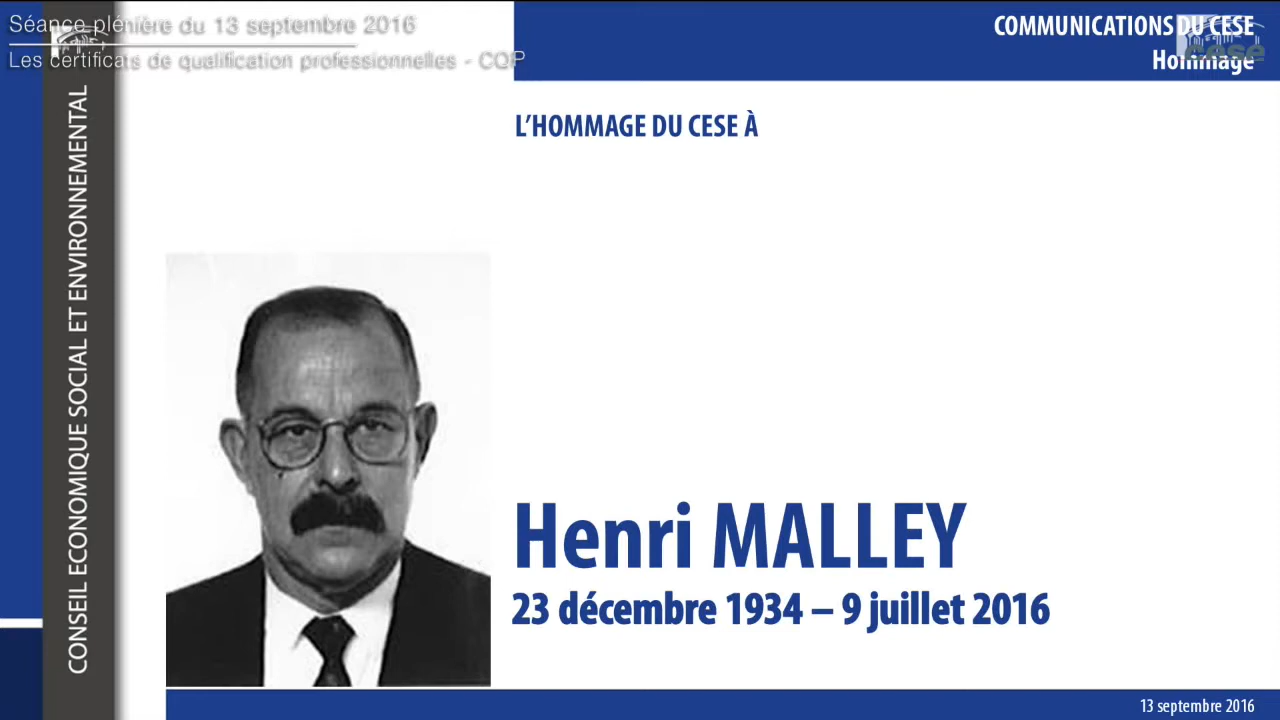 Séance plénière du 13 septembre 2016
Les certificats de qualification professionnelles - CQP
COMMUNICATIONS DU CESE
Hommage
cese
CONSEIL ECONOMIQUE SOCIAL ET ENVIRONNEMENTAL
L’HOMMAGE DU CESE À
Henri MALLEY
23 décembre 1934 – 9 juillet 2016
13 septembre 2016